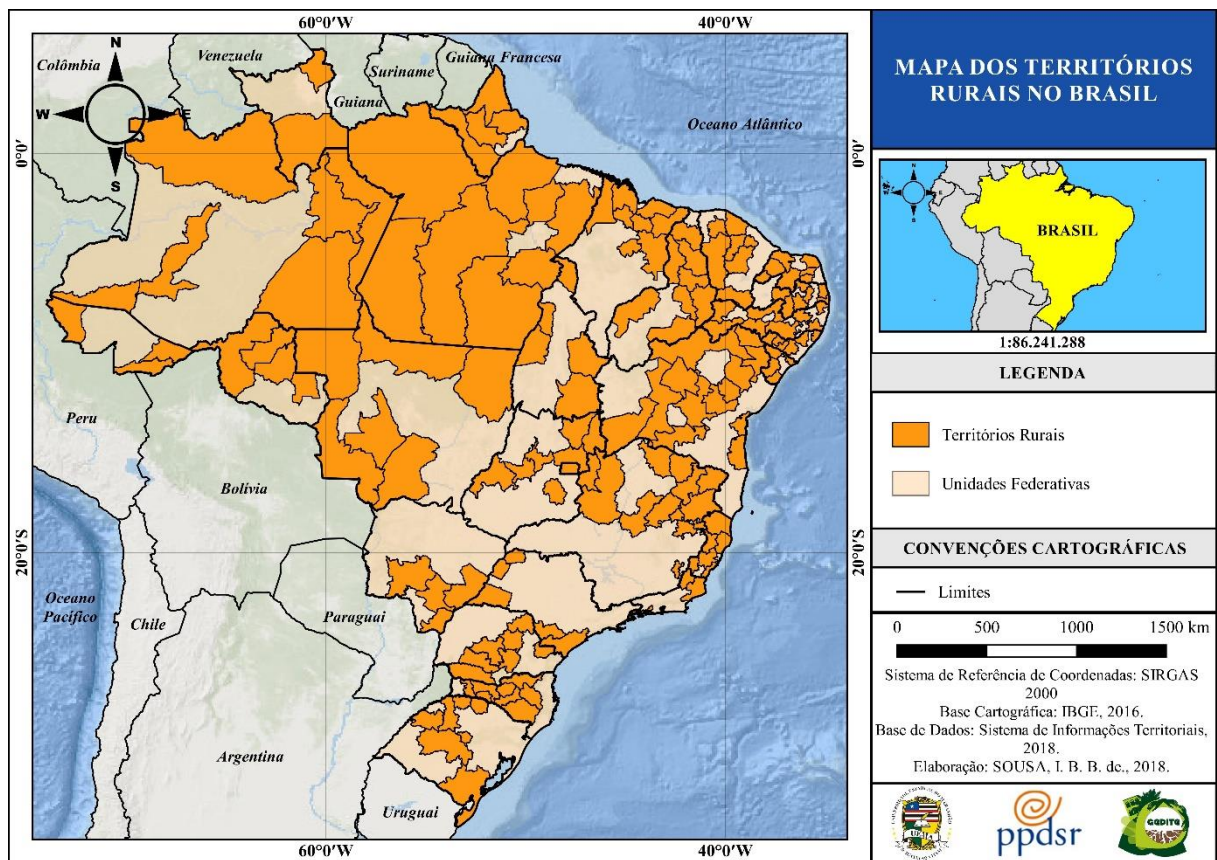 60°0'W
40°0'W
Colômbia
Venezuela
Guiana Francesa
Suriname
Guiana
Oceano Atlântico
N
W
E
S
0°0'
0°0'
Peru
Bolívia
20°0'S
20°0'S
Oceano
Pacífico
Chile
Paraguai
Argentina
Uruguai
60°0'W
40°0'W
MAPA DOS TERRITÓRIOS
RURAIS NO BRASIL
BRASIL
1:86.241.288
LEGENDA
Territórios Rurais
Unidades Federativas
CONVENÇÕES CARTOGRÁFICAS
Limites
0 500 1000 1500 km
Sistema de Referência de Coordenadas: SIRGAS
2000
Base Cartográfica: IBGE, 2016.
Base de Dados: Sistema de Informações Territoriais,
2018.
Elaboração: SOUSA, I. B. B. de., 2018.
ppdsr